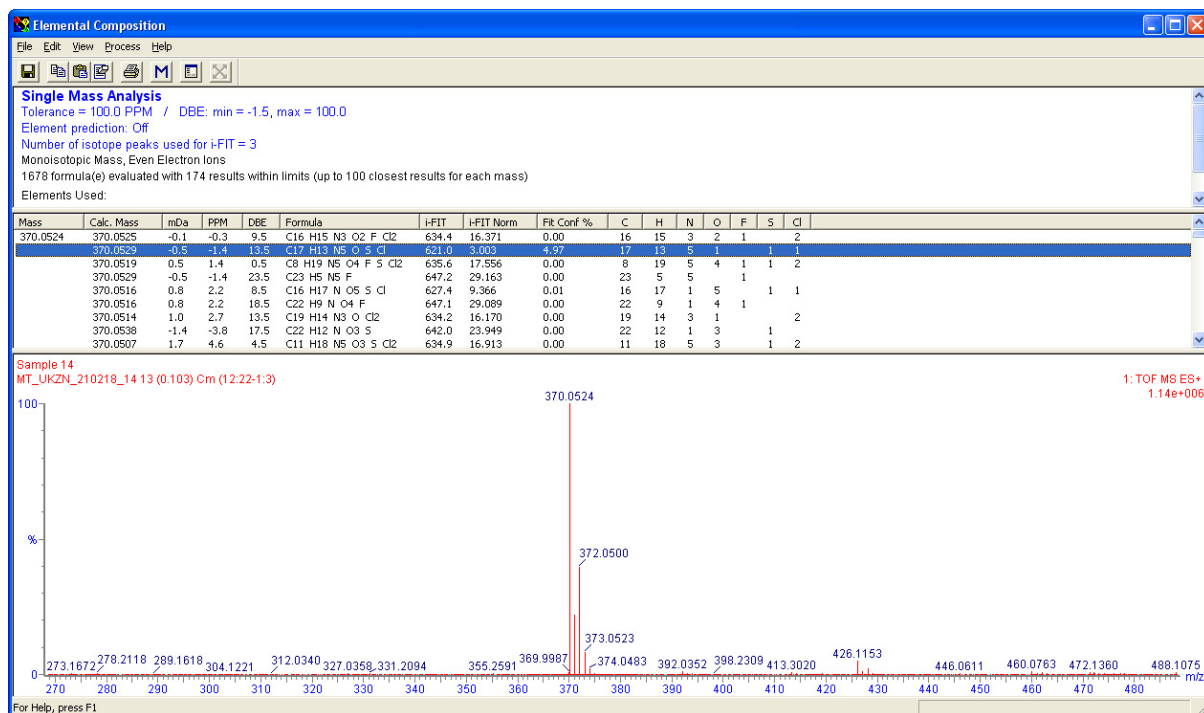 Elemental Composition
File Edit View Process Help
M
Single Mass Analysis
Tolerance = 100.0 PPM / DBE: min = -1.5, max = 100.0
Element prediction: Off
Number of isotope peaks used for i-FIT = 3
Monoisotopic Mass, Even Electron Ions
1678 formula(e) evaluated with 174 results within limits (up to 100 closest results for each mass)
Elements Used:
Mass Calc. Mass mDa PPM DBE Formula i-FIT i-FIT Norm Fit Conf % C H N O F S Cl
370.0524 370.0525 -0.1 -0.3 9.5 C16 H15 N3 O2 F Cl2 634.4 16.371 0.00 16 15 3 2 1 2
370.0529 -0.5 -1.4 13.5 C17 H13 N5 O S Cl 621.0 3.003 4.97 17 13 5 1 1 1
370.0519 0.5 1.4 0.5 C8 H19 N5 O4 F S Cl2 635.6 17.556 0.00 8 19 5 4 1 1 2
370.0529 -0.5 -1.4 23.5 C23 H5 N5 F 647.2 29.163 0.00 23 5 5 1
370.0516 0.8 2.2 8.5 C16 H17 N O5 S Cl 627.4 9.366 0.01 16 17 1 5 1 1
370.0516 0.8 2.2 18.5 C22 H9 N O4 F 647.1 29.089 0.00 22 9 1 4 1
370.0514 1.0 2.7 13.5 C19 H14 N3 O Cl2 634.2 16.170 0.00 19 14 3 1 2
370.0538 -1.4 -3.8 17.5 C22 H12 N O3 S 642.0 23.949 0.00 22 12 1 3 1
370.0507 1.7 4.6 4.5 C11 H18 N5 O3 S Cl2 634.9 16.913 0.00 11 18 5 3 1 2
Sample 14
MT_UKZN_210218_14 13 (0.103) Cm (12:22-1:3)
1: TOF MS ES+
1.14e+006
100
370.0524
%
372.0500
373.0523
0
273.1672 278.2118 289.1618 304.1221 312.0340 327.0358 331.2094 355.2591 369.9987 374.0483 392.0352 398.2309 413.3020 426.1153 446.0611 460.0763 472.1360 488.1075
m/z
270 280 290 300 310 320 330 340 350 360 370 380 390 400 410 420 430 440 450 460 470 480
For Help, press F1